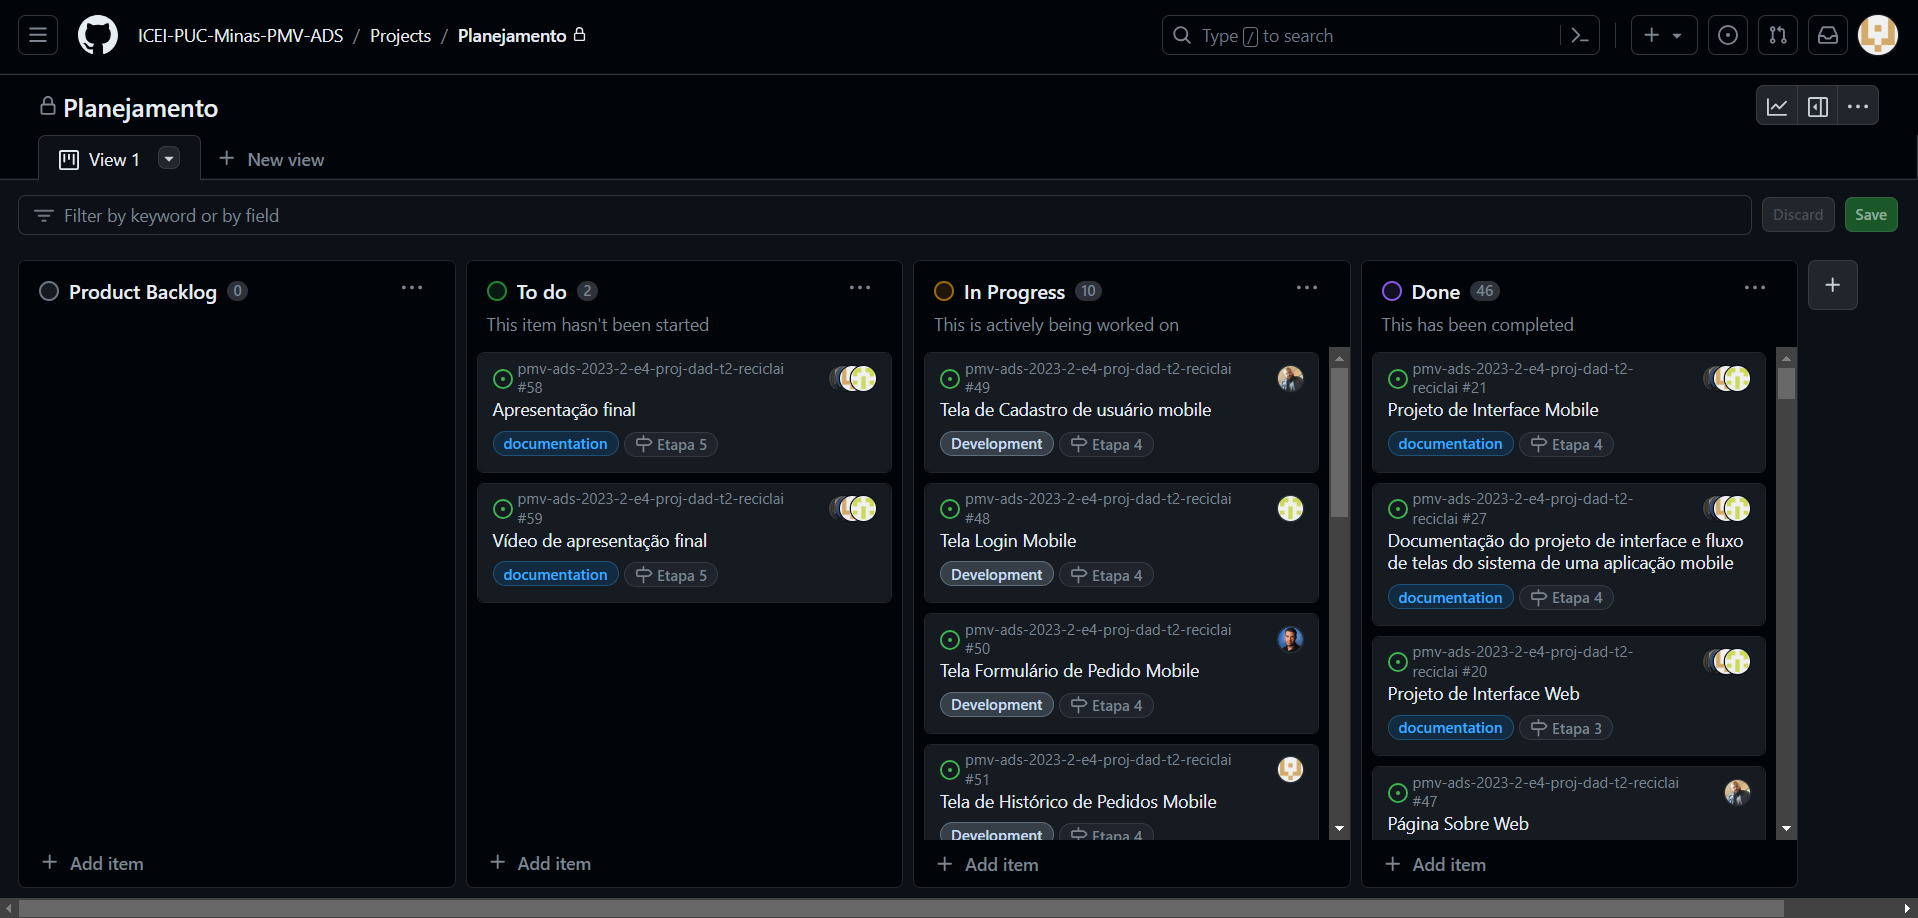 ICEI-PUC-Minas-PMV-ADS / Projects / Planejamento
Type / to search
Planejamento
View 1
New view
Filter by keyword or by field
Discard
Save
Product Backlog 0
Add item
To do 2
This item hasn't been started
pmv-ads-2023-2-e4-proj-dad-t2-reciclai
#58
Apresentação final
documentation
Etapa 5
pmv-ads-2023-2-e4-proj-dad-t2-reciclai
#59
Vídeo de apresentação final
documentation
Etapa 5
Add item
In Progress 10
This is actively being worked on
pmv-ads-2023-2-e4-proj-dad-t2-reciclai
#49
Tela de Cadastro de usuário mobile
Development
Etapa 4
pmv-ads-2023-2-e4-proj-dad-t2-reciclai
#48
Tela Login Mobile
Development
Etapa 4
pmv-ads-2023-2-e4-proj-dad-t2-reciclai
#50
Tela Formulário de Pedido Mobile
Development
Etapa 4
pmv-ads-2023-2-e4-proj-dad-t2-reciclai
#51
Tela de Histórico de Pedidos Mobile
Development
Etapa 4
Add item
Done 46
This has been completed
pmv-ads-2023-2-e4-proj-dad-t2-
reciclai #21
Projeto de Interface Mobile
documentation
Etapa 4
pmv-ads-2023-2-e4-proj-dad-t2-
reciclai #27
Documentação do projeto de interface e fluxo
de telas do sistema de uma aplicação mobile
documentation
Etapa 4
pmv-ads-2023-2-e4-proj-dad-t2-
reciclai #20
Projeto de Interface Web
documentation
Etapa 3
pmv-ads-2023-2-e4-proj-dad-t2-reciclai
#47
Página Sobre Web
Add item